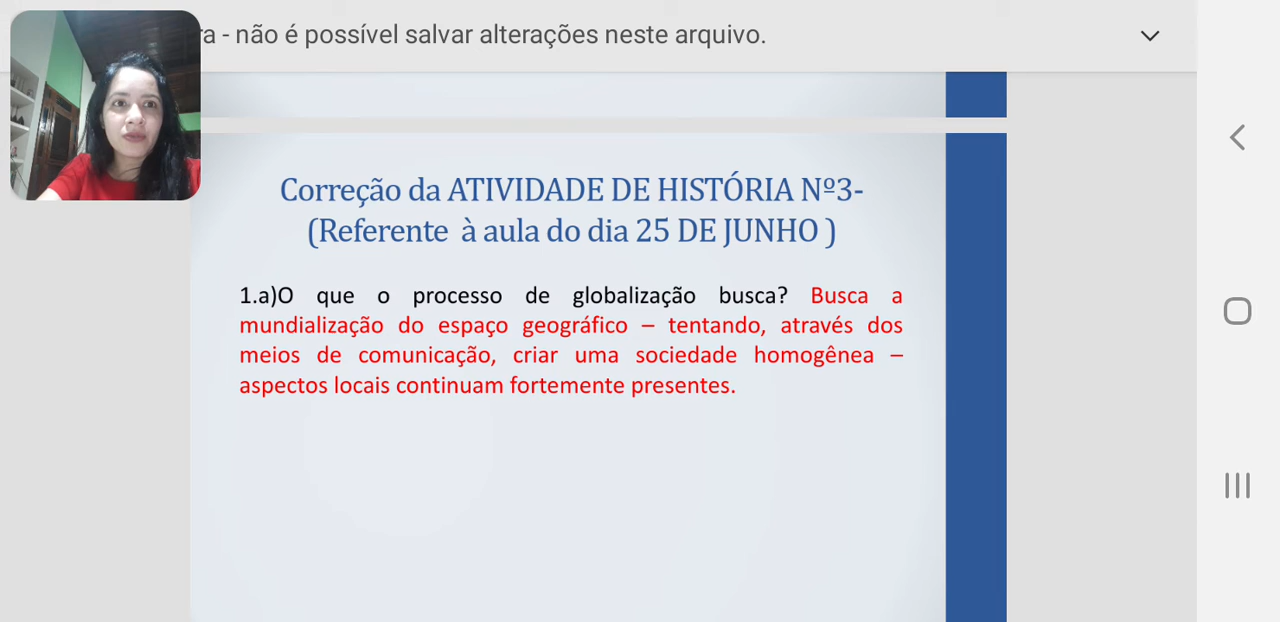 - não é possível salvar alterações neste arquivo.
Correção da ATIVIDADE DE HISTÓRIA Nº3-
(Referente à aula do dia 25 DE JUNHO )
1.a)O que o processo de globalização busca? Busca a
mundialização do espaço geográfico – tentando, através dos
meios de comunicação, criar uma sociedade homogênea –
aspectos locais continuam fortemente presentes.